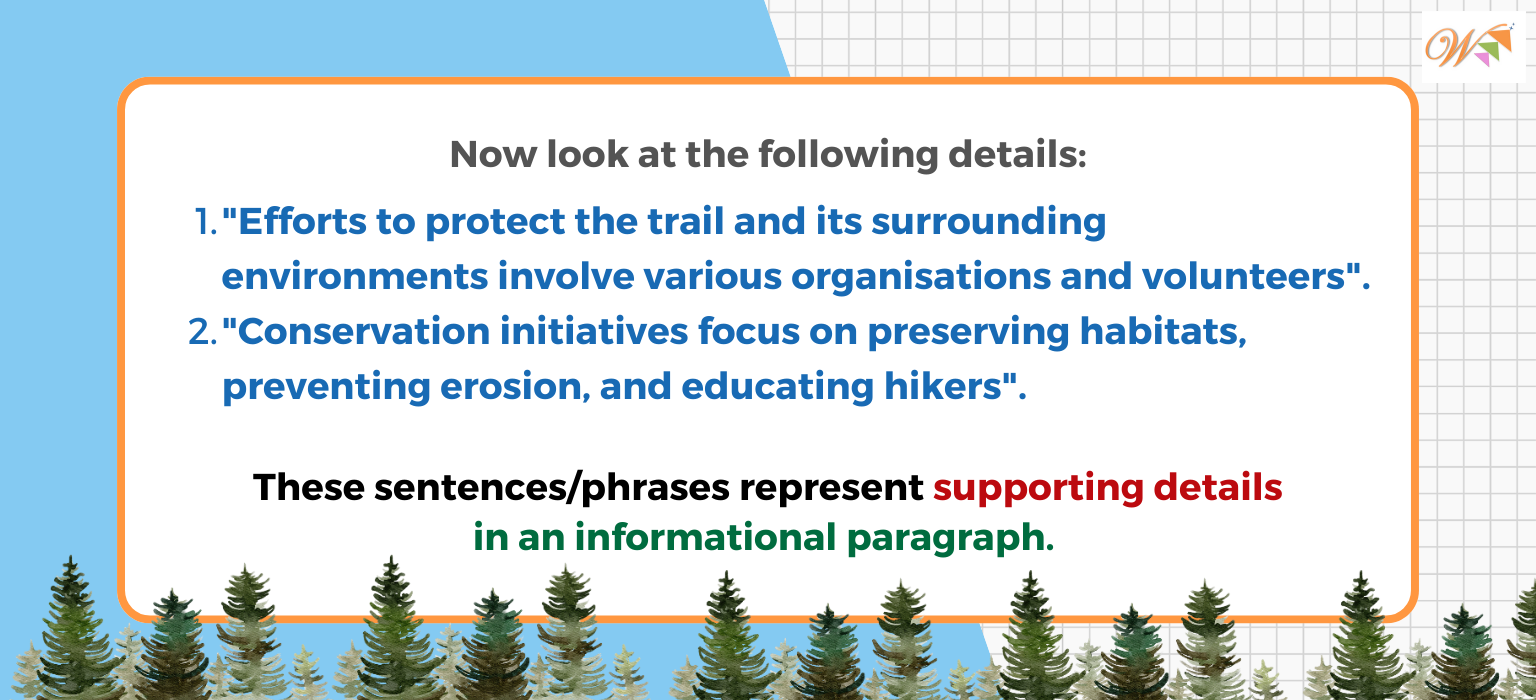 W
Now look at the following details:
1. "Efforts to protect the trail and its surrounding
environments involve various organisations and volunteers".
2. "Conservation initiatives focus on preserving habitats,
preventing erosion, and educating hikers".
These sentences/phrases represent supporting details
in an informational paragraph.